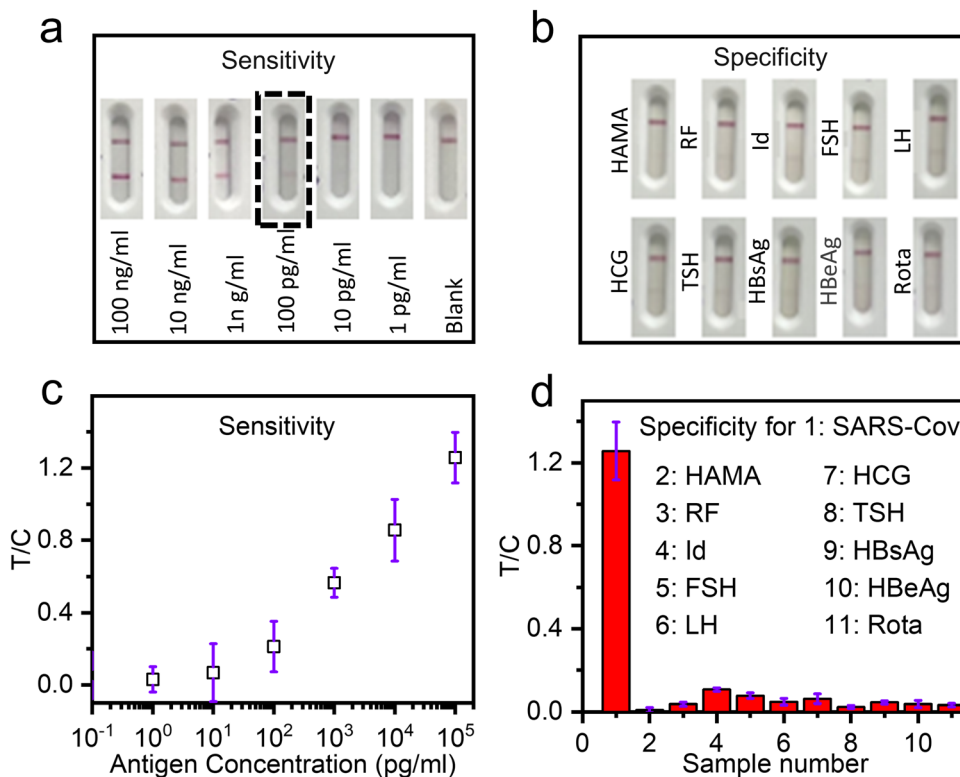 a
Sensitivity
100 ng/ml
10 ng/ml
1n g/ml
100 pg/ml
10 pg/ml
1 pg/ml
Blank
b
Specificity
HAMA
RF
Id
FSH
LH
HCG
TSH
HBsAg
HBeAg
Rota
c
Sensitivity
T/C
1.2
0.8
0.4
0.0
10-1
10⁰
10¹
10²
10³
10⁴
10⁵
Antigen Concentration (pg/ml)
d
Specificity for 1: SARS-Cov
2: HAMA
3: RF
4: Id
5: FSH
6: LH
7: HCG
8: TSH
9: HBsAg
10: HBeAg
11: Rota
T/C
1.2
0.8
0.4
0.0
0
2
4
6
8
10
Sample number